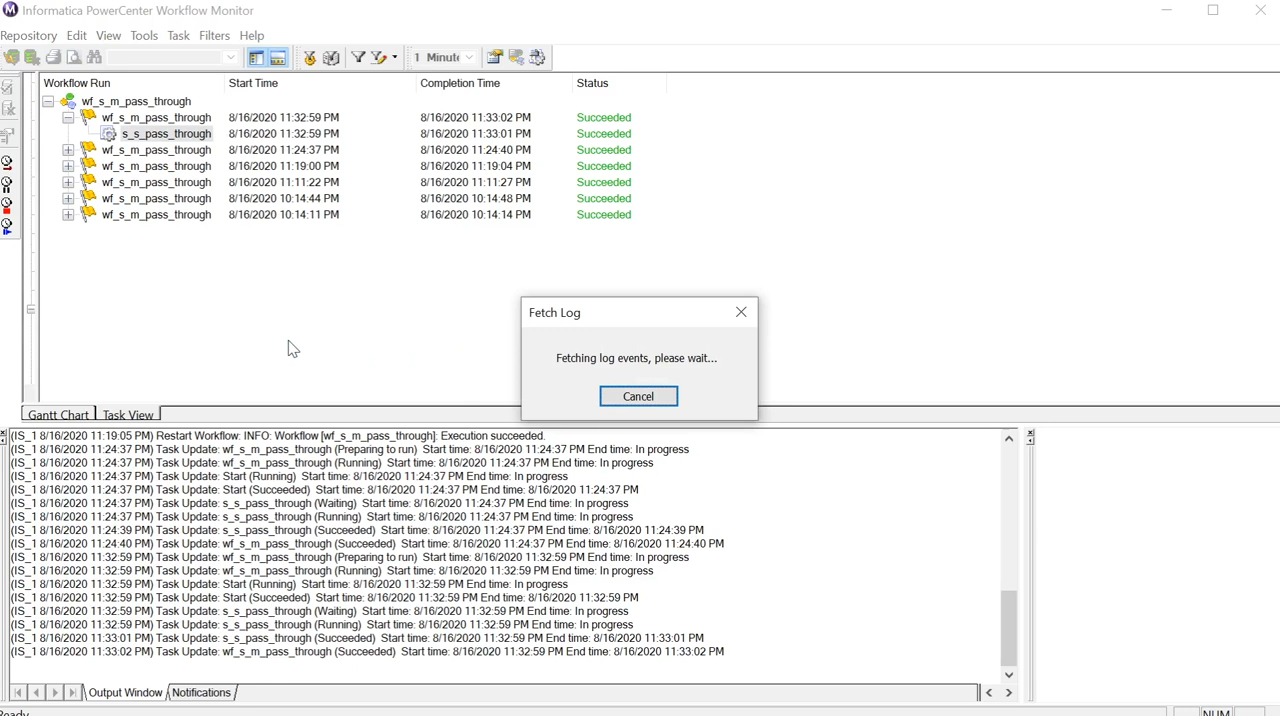 Informatica PowerCenter Workflow Monitor
Repository Edit View Tools Task Filters Help
1 Minute
Workflow Run Start Time Completion Time Status
wf_s_m_pass_through
wf_s_m_pass_through 8/16/2020 11:32:59 PM 8/16/2020 11:33:02 PM Succeeded
s_s_pass_through 8/16/2020 11:32:59 PM 8/16/2020 11:33:01 PM Succeeded
wf_s_m_pass_through 8/16/2020 11:24:37 PM 8/16/2020 11:24:40 PM Succeeded
wf_s_m_pass_through 8/16/2020 11:19:00 PM 8/16/2020 11:19:04 PM Succeeded
wf_s_m_pass_through 8/16/2020 11:11:22 PM 8/16/2020 11:11:27 PM Succeeded
wf_s_m_pass_through 8/16/2020 10:14:44 PM 8/16/2020 10:14:48 PM Succeeded
wf_s_m_pass_through 8/16/2020 10:14:11 PM 8/16/2020 10:14:14 PM Succeeded
Fetch Log
Fetching log events, please wait...
Cancel
Gantt Chart Task View
(IS_1 8/16/2020 11:19:05 PM) Restart Workflow: INFO: Workflow [wf_s_m_pass_through]: Execution succeeded.
(IS_1 8/16/2020 11:24:37 PM) Task Update: wf_s_m_pass_through (Preparing to run) Start time: 8/16/2020 11:24:37 PM End time: In progress
(IS_1 8/16/2020 11:24:37 PM) Task Update: wf_s_m_pass_through (Running) Start time: 8/16/2020 11:24:37 PM End time: In progress
(IS_1 8/16/2020 11:24:37 PM) Task Update: Start (Running) Start time: 8/16/2020 11:24:37 PM End time: In progress
(IS_1 8/16/2020 11:24:37 PM) Task Update: Start (Succeeded) Start time: 8/16/2020 11:24:37 PM End time: 8/16/2020 11:24:37 PM
(IS_1 8/16/2020 11:24:37 PM) Task Update: s_s_pass_through (Waiting) Start time: 8/16/2020 11:24:37 PM End time: In progress
(IS_1 8/16/2020 11:24:37 PM) Task Update: s_s_pass_through (Running) Start time: 8/16/2020 11:24:37 PM End time: In progress
(IS_1 8/16/2020 11:24:39 PM) Task Update: s_s_pass_through (Succeeded) Start time: 8/16/2020 11:24:37 PM End time: 8/16/2020 11:24:39 PM
(IS_1 8/16/2020 11:24:40 PM) Task Update: wf_s_m_pass_through (Succeeded) Start time: 8/16/2020 11:24:37 PM End time: 8/16/2020 11:24:40 PM
(IS_1 8/16/2020 11:32:59 PM) Task Update: wf_s_m_pass_through (Preparing to run) Start time: 8/16/2020 11:32:59 PM End time: In progress
(IS_1 8/16/2020 11:32:59 PM) Task Update: wf_s_m_pass_through (Running) Start time: 8/16/2020 11:32:59 PM End time: In progress
(IS_1 8/16/2020 11:32:59 PM) Task Update: Start (Running) Start time: 8/16/2020 11:32:59 PM End time: In progress
(IS_1 8/16/2020 11:32:59 PM) Task Update: Start (Succeeded) Start time: 8/16/2020 11:32:59 PM End time: 8/16/2020 11:32:59 PM
(IS_1 8/16/2020 11:32:59 PM) Task Update: s_s_pass_through (Waiting) Start time: 8/16/2020 11:32:59 PM End time: In progress
(IS_1 8/16/2020 11:32:59 PM) Task Update: s_s_pass_through (Running) Start time: 8/16/2020 11:32:59 PM End time: In progress
(IS_1 8/16/2020 11:33:01 PM) Task Update: s_s_pass_through (Succeeded) Start time: 8/16/2020 11:32:59 PM End time: 8/16/2020 11:33:01 PM
(IS_1 8/16/2020 11:33:02 PM) Task Update: wf_s_m_pass_through (Succeeded) Start time: 8/16/2020 11:32:59 PM End time: 8/16/2020 11:33:02 PM
Output Window Notifications
Ready NUM